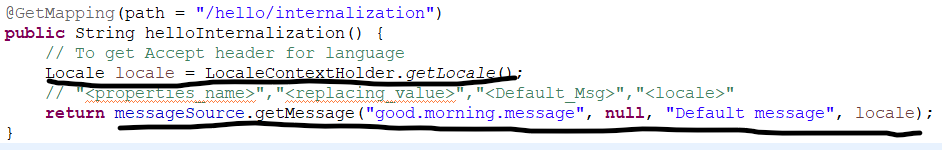 @GetMapping(path = "/hello/internalization")
public String helloInternalization() {
// To get Accept header for language
Locale locale = LocaleContextHolder.getLocale();
// "<properties_name>","<replacing_value>","<Default_Msg>","<locale>"
return messageSource.getMessage("good.morning.message", null, "Default message", locale);
}